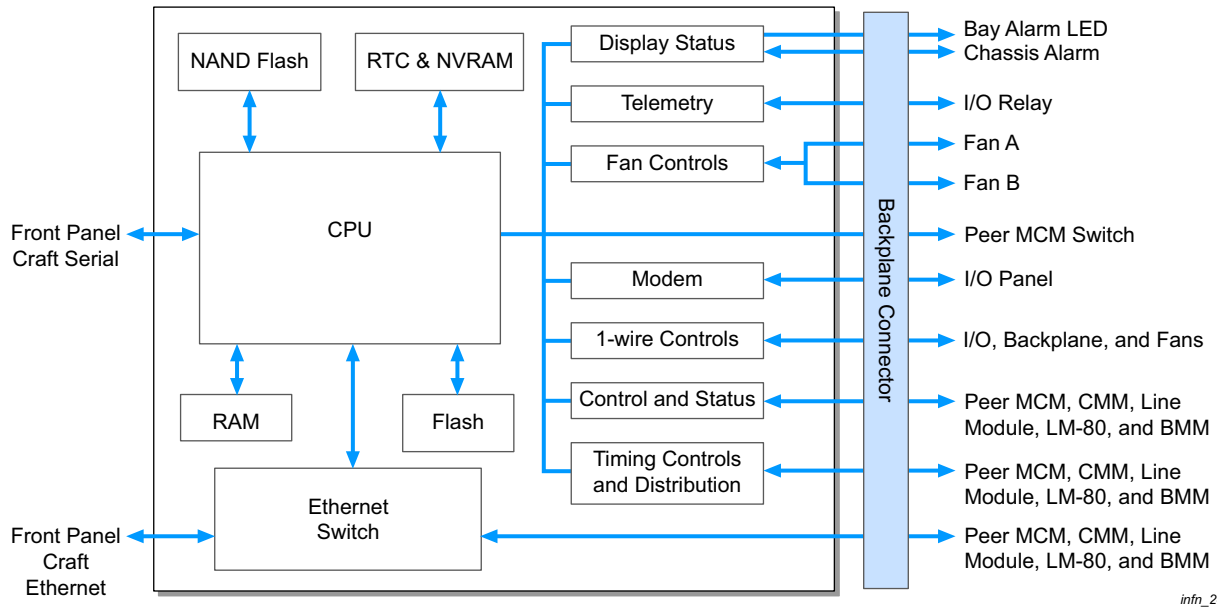 NAND Flash
RTC & NVRAM
Display Status
Bay Alarm LED
Chassis Alarm
Telemetry
I/O Relay
Fan Controls
Fan A
Fan B
CPU
Front Panel
Craft Serial
Peer MCM Switch
Modem
I/O Panel
1-wire Controls
I/O, Backplane, and Fans
Backplane Connector
RAM
Flash
Control and Status
Peer MCM, CMM, Line
Module, LM-80, and BMM
Timing Controls
and Distribution
Peer MCM, CMM, Line
Module, LM-80, and BMM
Ethernet
Switch
Front Panel
Craft
Ethernet
Peer MCM, CMM, Line
Module, LM-80, and BMM
infn_2